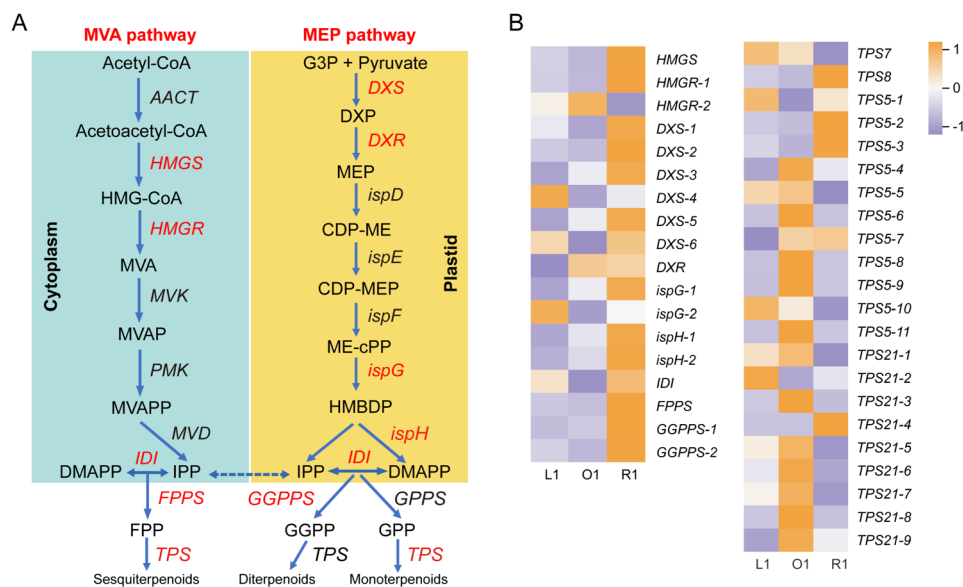 A
MVA pathway
Acetyl-CoA
AACT
Acetoacetyl-CoA
HMGS
HMG-CoA
HMGR
MVA
MVK
MVAP
PMK
MVAPP
MVD
IDI
DMAPP
IPP
FPPS
FPP
TPS
Sesquiterpenoids
Cytoplasm
MEP pathway
G3P + Pyruvate
DXS
DXP
DXR
MEP
ispD
CDP-ME
ispE
CDP-MEP
ispF
ME-cPP
ispG
HMBDP
ispH
IDI
IPP
DMAPP
GGPPS
GPPS
GGPP
GPP
TPS
TPS
Diterpenoids
Monoterpenoids
Plastid
B
HMGS
HMGR-1
HMGR-2
DXS-1
DXS-2
DXS-3
DXS-4
DXS-5
DXS-6
DXR
ispG-1
ispG-2
ispH-1
ispH-2
IDI
FPPS
GGPPS-1
GGPPS-2
L1 O1 R1
TPS7
TPS8
TPS5-1
TPS5-2
TPS5-3
TPS5-4
TPS5-5
TPS5-6
TPS5-7
TPS5-8
TPS5-9
TPS5-10
TPS5-11
TPS21-1
TPS21-2
TPS21-3
TPS21-4
TPS21-5
TPS21-6
TPS21-7
TPS21-8
TPS21-9
L1 O1 R1
1
0
-1